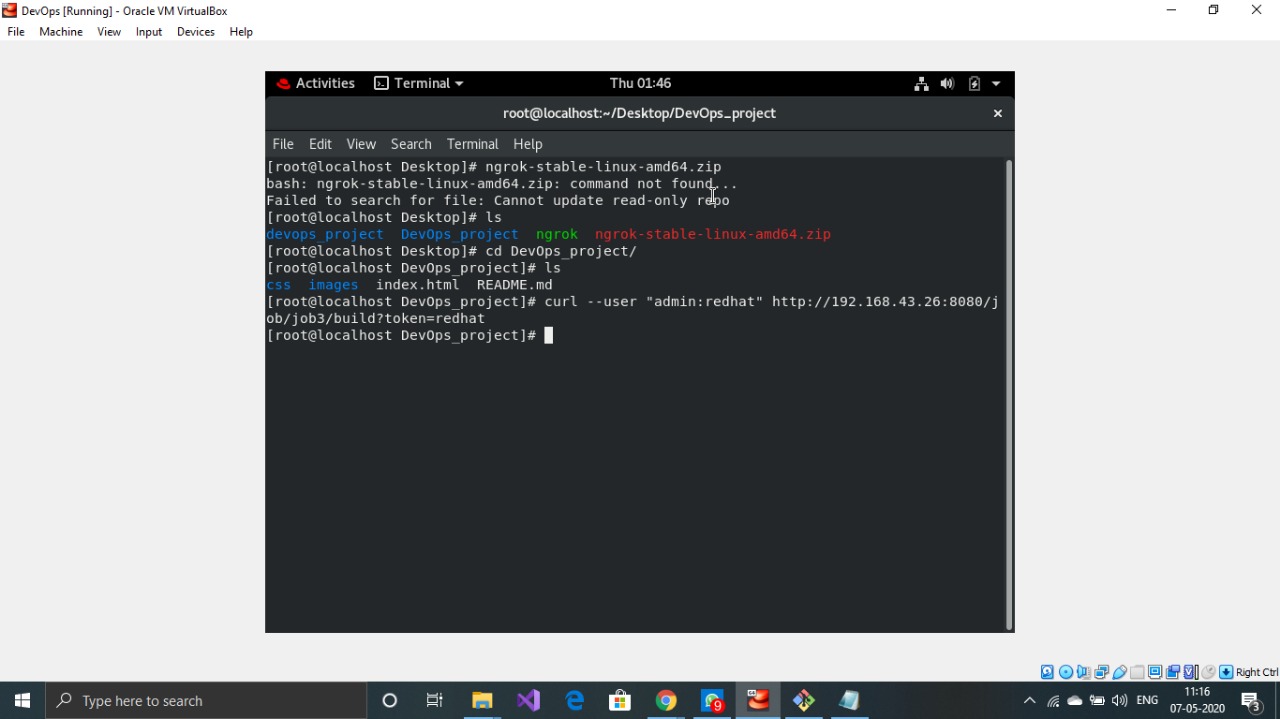 DevOps [Running] - Oracle VM VirtualBox
File Machine View Input Devices Help
Activities Terminal Thu 01:46
root@localhost:~/Desktop/DevOps_project
File Edit View Search Terminal Help
[root@localhost Desktop]# ngrok-stable-linux-amd64.zip
bash: ngrok-stable-linux-amd64.zip: command not found...
Failed to search for file: Cannot update read-only repo
[root@localhost Desktop]# ls
devops_project DevOps_project ngrok ngrok-stable-linux-amd64.zip
[root@localhost Desktop]# cd DevOps_project/
[root@localhost DevOps_project]# ls
css images index.html README.md
[root@localhost DevOps_project]# curl --user "admin:redhat" http://192.168.43.26:8080/j
ob/job3/build?token=redhat
[root@localhost DevOps_project]#
Right Ctrl
Type here to search
9
ENG
11:16
07-05-2020
3